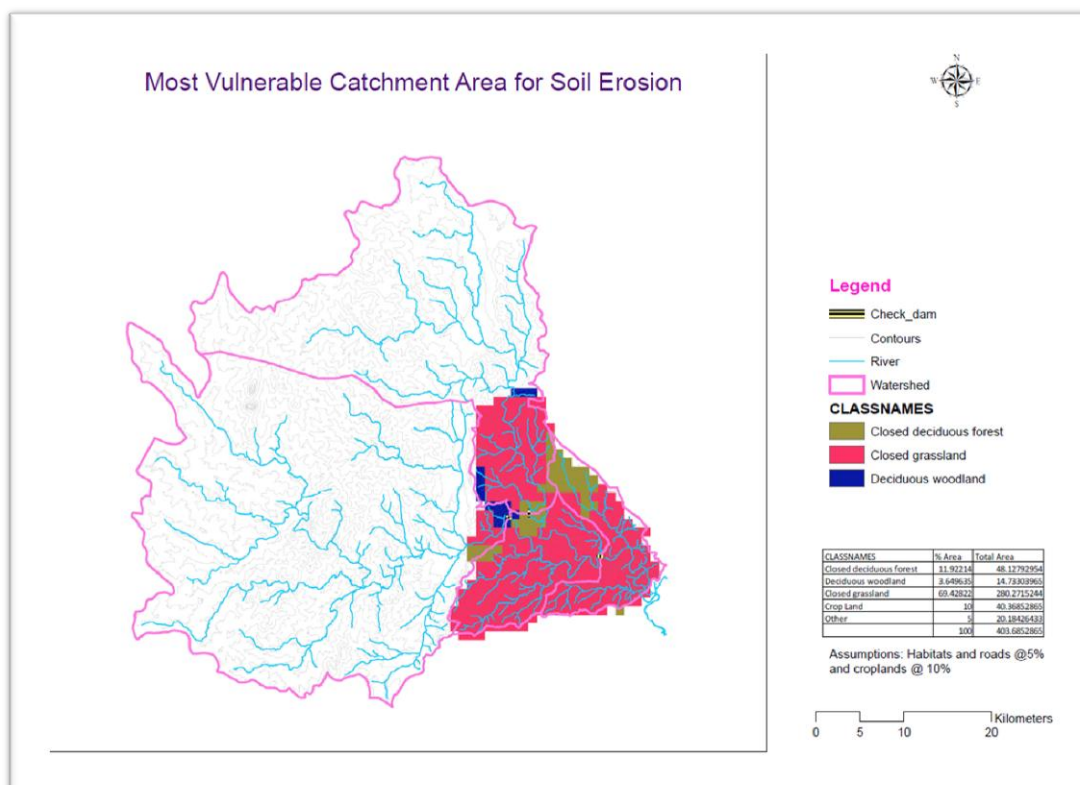 Most Vulnerable Catchment Area for Soil Erosion
N
W E
S
Legend
Check_dam
Contours
River
Watershed
CLASSNAMES
Closed deciduous forest
Closed grassland
Deciduous woodland
CLASSNAMES % Area Total Area
Closed deciduous forest 11.92214 48.12792954
Deciduous woodland 3.649635 14.73303965
Closed grassland 69.42822 280.2715244
Crop Land 10 40.36852865
Other 5 20.18426433
100 403.6852865
Assumptions: Habitats and roads @5%
and croplands @ 10%
Kilometers
0 5 10 20